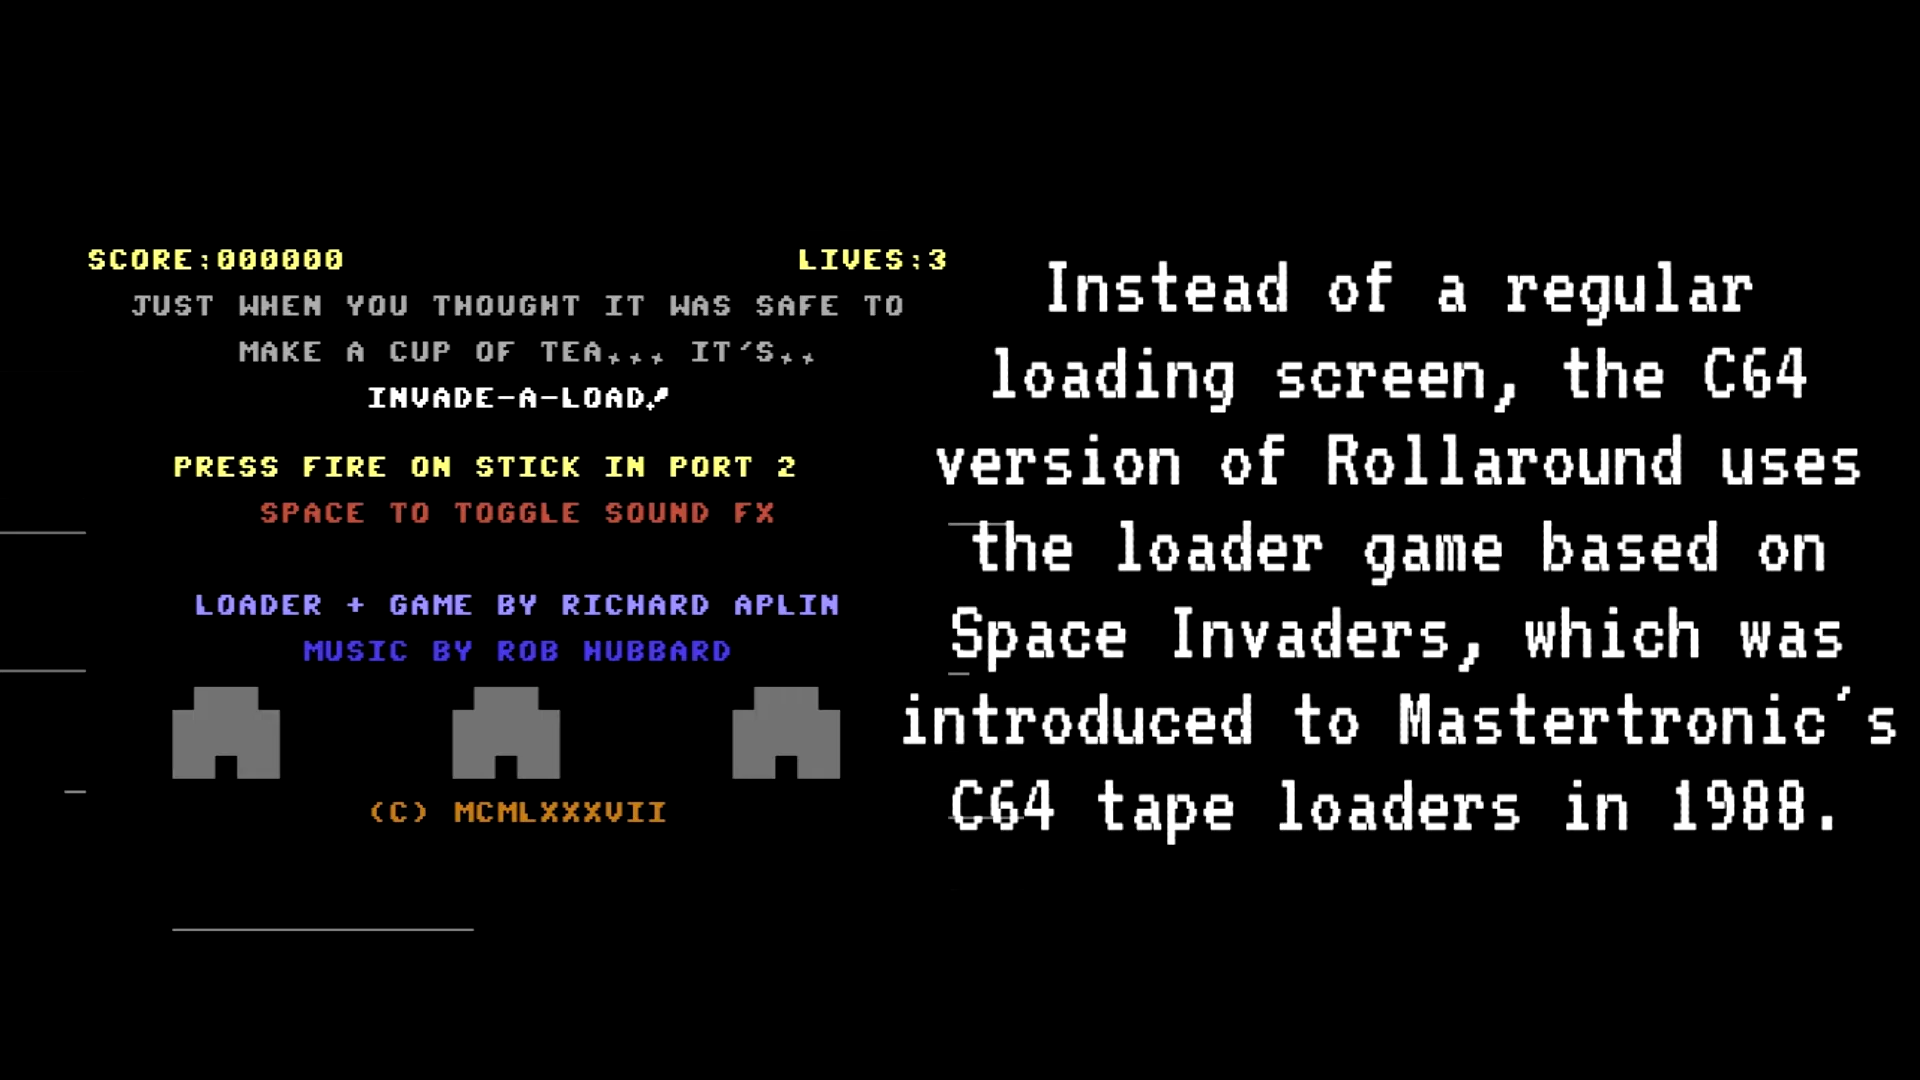 SCORE:000000 LIVES:3
JUST WHEN YOU THOUGHT IT WAS SAFE TO
MAKE A CUP OF TEA... IT'S..
INVADE-A-LOAD!
PRESS FIRE ON STICK IN PORT 2
SPACE TO TOGGLE SOUND FX
LOADER + GAME BY RICHARD APLIN
MUSIC BY ROB HUBBARD
(C) MCMLXXXVII
Instead of a regular
loading screen, the C64
version of Rollaround uses
the loader game based on
Space Invaders, which was
introduced to Mastertronic's
C64 tape loaders in 1988.